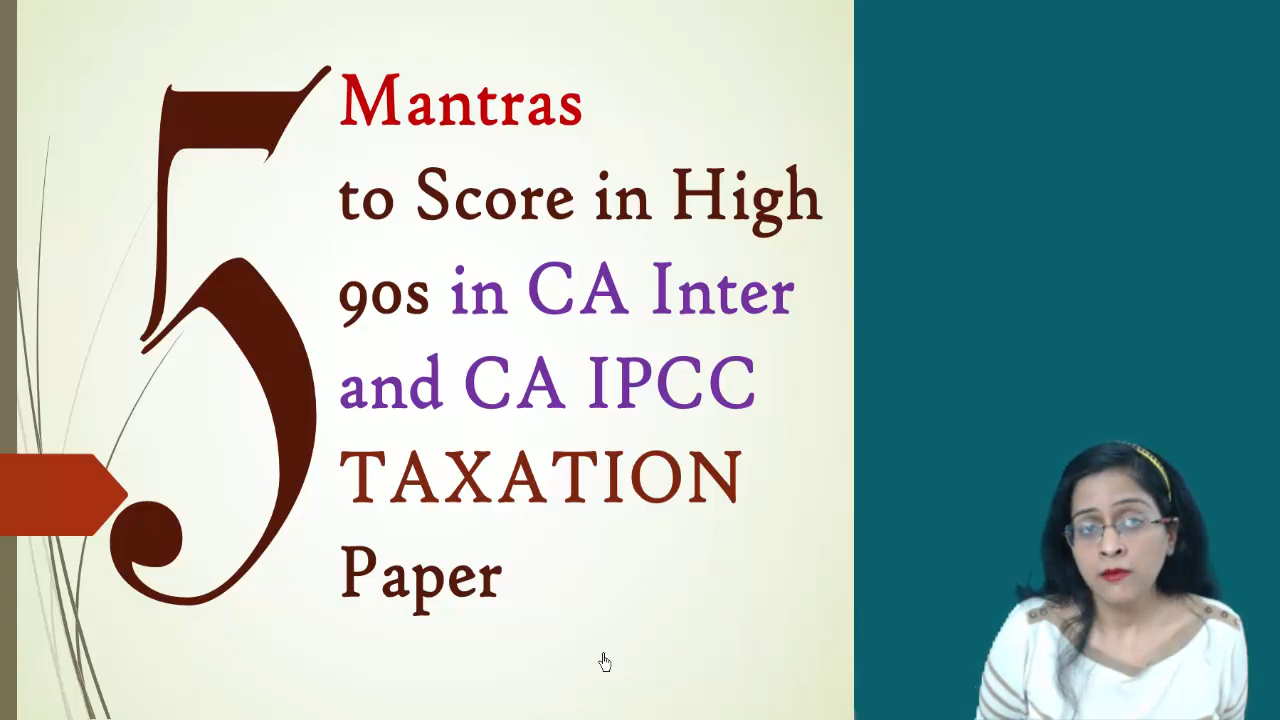 5
Mantras
to Score in High
90s in CA Inter
and CA IPCC
TAXATION
Paper